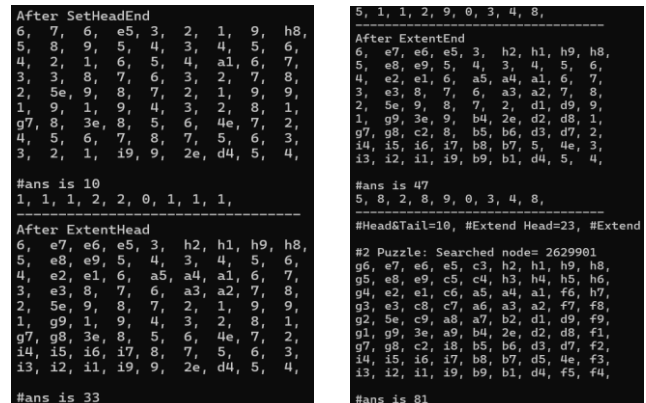 After SetHeadEnd
6, 7, 6, e5, 3, 2, 1, 9, h8,
5, 8, 9, 5, 4, 3, 4, 5, 6,
4, 2, 1, 6, 5, 4, a1, 6, 7,
3, 3, 8, 7, 6, 3, 2, 7, 8,
2, 5e, 9, 8, 7, 2, 1, 9, 9,
1, 9, 1, 9, 4, 3, 2, 8, 1,
g7, 8, 3e, 8, 5, 6, 4e, 7, 2,
4, 5, 6, 7, 8, 7, 5, 6, 3,
3, 2, 1, i9, 9, 2e, d4, 5, 4,
#ans is 10
1, 1, 1, 2, 2, 0, 1, 1, 1,
-----------------------------------
After ExtentHead
6, e7, e6, e5, 3, h2, h1, h9, h8,
5, e8, e9, 5, 4, 3, 4, 5, 6,
4, e2, e1, 6, a5, a4, a1, 6, 7,
3, e3, 8, 7, 6, a3, a2, 7, 8,
2, 5e, 9, 8, 7, 2, 1, 9, 9,
1, g9, 1, 9, 4, 3, 2, 8, 1,
g7, g8, 3e, 8, 5, 6, 4e, 7, 2,
i4, i5, i6, i7, 8, 7, 5, 6, 3,
i3, i2, i1, i9, 9, 2e, d4, 5, 4,
#ans is 33
5, 1, 1, 2, 9, 0, 3, 4, 8,
-----------------------------------
After ExtentEnd
6, e7, e6, e5, 3, h2, h1, h9, h8,
5, e8, e9, 5, 4, 3, 4, 5, 6,
4, e2, e1, 6, a5, a4, a1, 6, 7,
3, e3, 8, 7, 6, a3, a2, 7, 8,
2, 5e, 9, 8, 7, 2, d1, d9, 9,
1, g9, 3e, 9, b4, 2e, d2, d8, 1,
g7, g8, c2, 8, b5, b6, d3, d7, 2,
i4, i5, i6, i7, b8, b7, 5, 4e, 3,
i3, i2, i1, i9, b9, b1, d4, 5, 4,
#ans is 47
5, 8, 2, 8, 9, 0, 3, 4, 8,
-----------------------------------
#Head&Tail=10, #Extend Head=23, #Extend
#2 Puzzle: Searched node= 2629901
g6, e7, e6, e5, c3, h2, h1, h9, h8,
g5, e8, e9, c5, c4, h3, h4, h5, h6,
g4, e2, e1, c6, a5, a4, a1, f6, h7,
g3, e3, c8, c7, a6, a3, a2, f7, f8,
g2, 5e, c9, a8, a7, b2, d1, d9, f9,
g1, g9, 3e, a9, b4, 2e, d2, d8, f1,
g7, g8, c2, i8, b5, b6, d3, d7, f2,
i4, i5, i6, i7, b8, b7, d5, 4e, f3,
i3, i2, i1, i9, b9, b1, d4, f5, f4,
#ans is 81